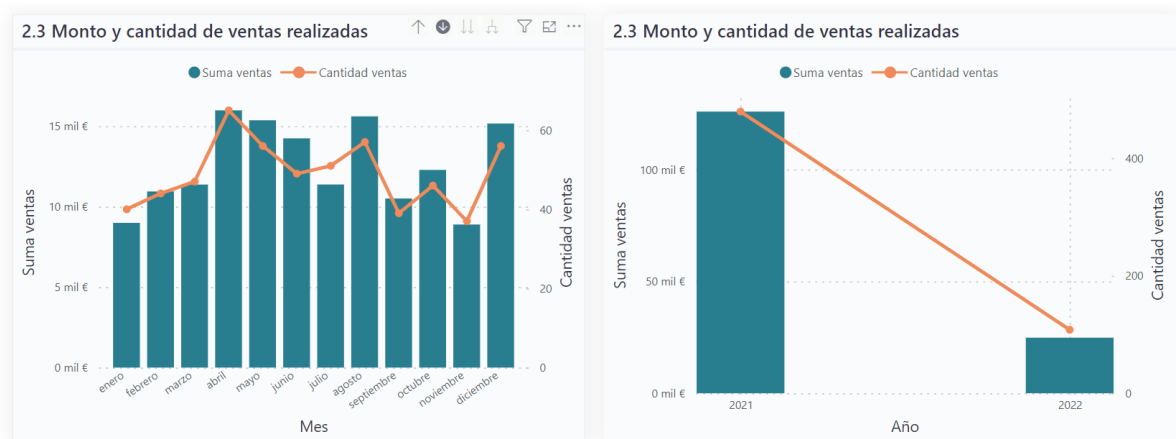 2.3 Monto y cantidad de ventas realizadas
Suma ventas Cantidad ventas
15 mil €
10 mil €
5 mil €
0 mil €
60
40
20
0
Suma ventas
Cantidad ventas
enero
febrero
marzo
abril
mayo
junio
julio
agosto
septiembre
octubre
noviembre
diciembre
Mes
2.3 Monto y cantidad de ventas realizadas
Suma ventas Cantidad ventas
100 mil €
50 mil €
0 mil €
400
200
0
Suma ventas
Cantidad ventas
2021
2022
Año